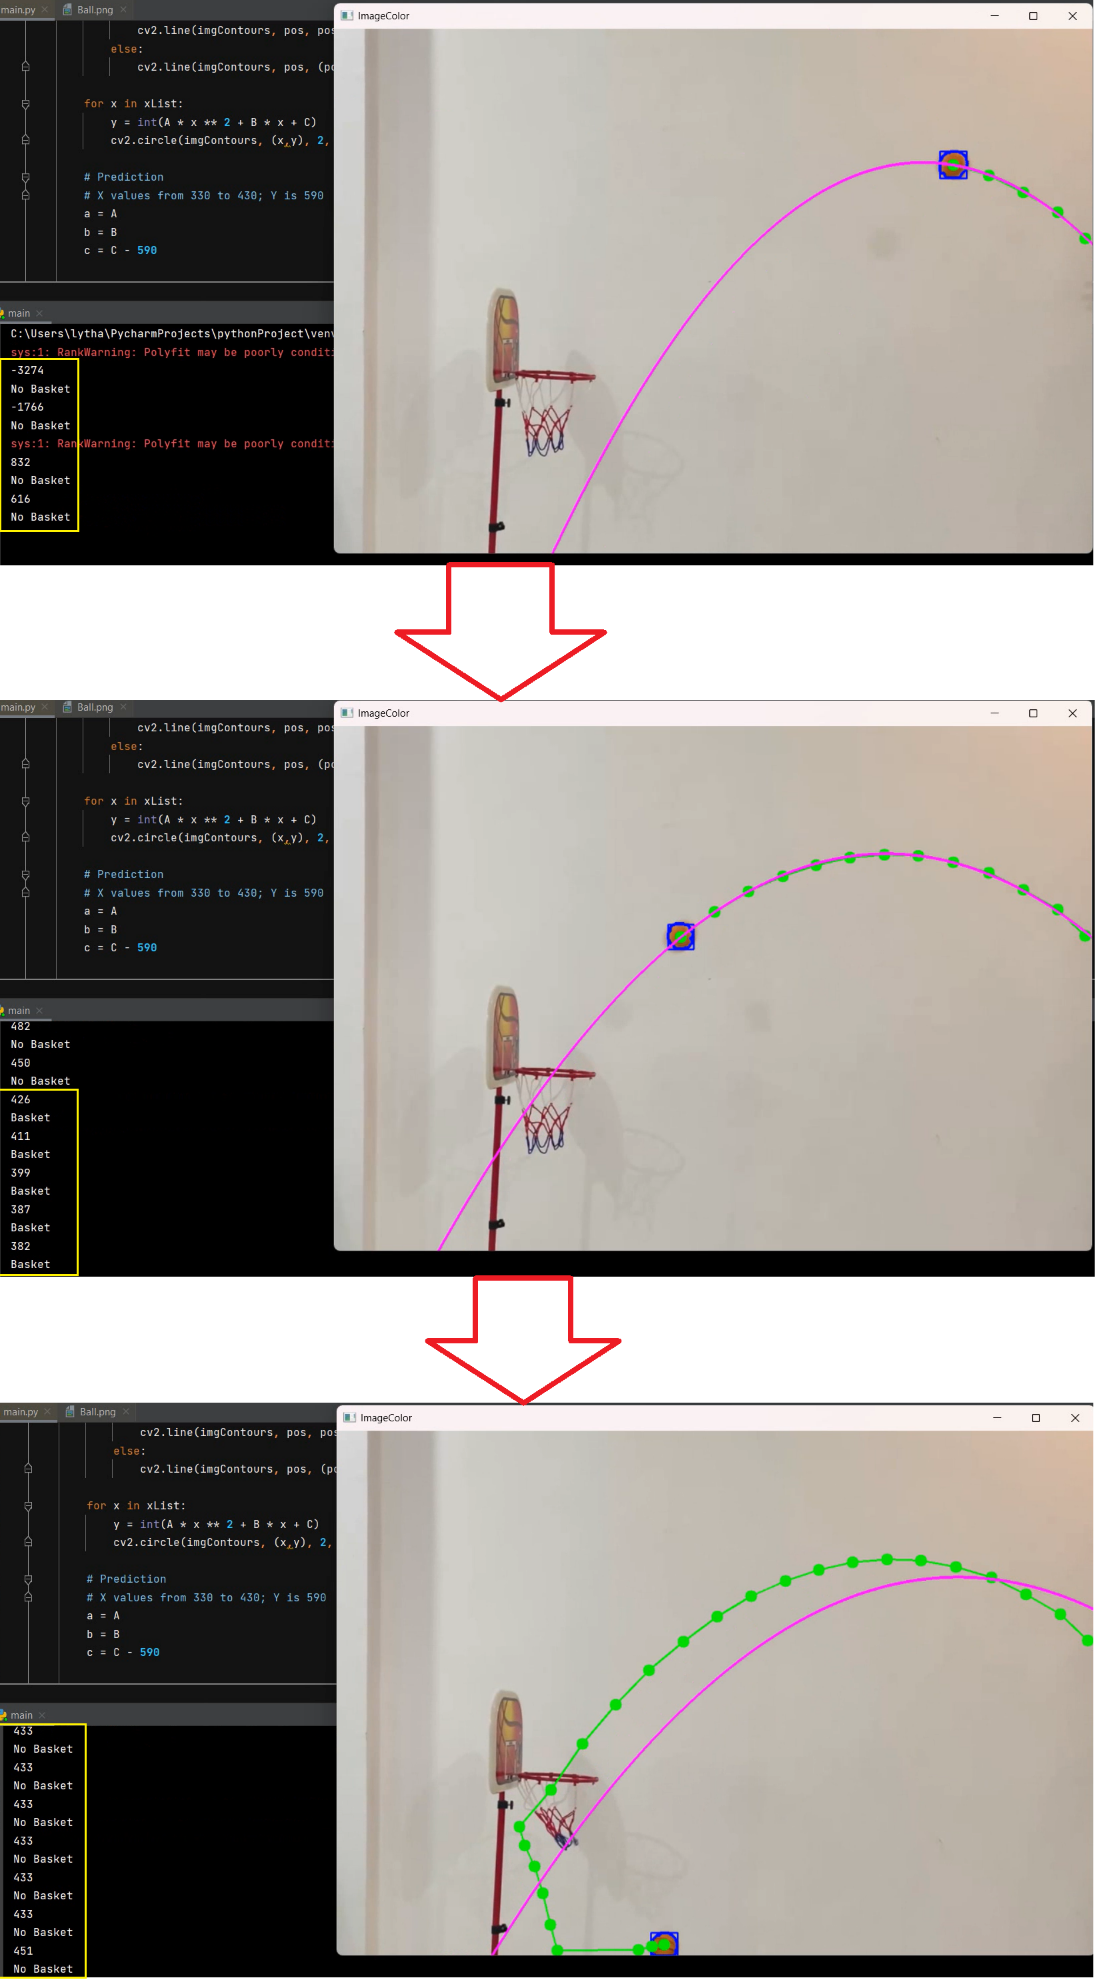 main.py Ball.png
ImageColor
cv2.line(imgContours, pos, pos
else:
cv2.line(imgContours, pos, (po
for x in xList:
y = int(A * x ** 2 + B * x + C)
cv2.circle(imgContours, (x,y), 2,
# Prediction
# X values from 330 to 430; Y is 590
a = A
b = B
c = C - 590
main
C:\Users\lytha\PycharmProjects\pythonProject\venv
sys:1: RankWarning: Polyfit may be poorly conditi
-3274
No Basket
-1766
No Basket
sys:1: RankWarning: Polyfit may be poorly conditi
832
No Basket
616
No Basket
main.py Ball.png
ImageColor
cv2.line(imgContours, pos, pos
else:
cv2.line(imgContours, pos, (po
for x in xList:
y = int(A * x ** 2 + B * x + C)
cv2.circle(imgContours, (x,y), 2,
# Prediction
# X values from 330 to 430; Y is 590
a = A
b = B
c = C - 590
main
482
No Basket
450
No Basket
426
Basket
411
Basket
399
Basket
387
Basket
382
Basket
main.py Ball.png
ImageColor
cv2.line(imgContours, pos, pos
else:
cv2.line(imgContours, pos, (po
for x in xList:
y = int(A * x ** 2 + B * x + C)
cv2.circle(imgContours, (x,y), 2,
# Prediction
# X values from 330 to 430; Y is 590
a = A
b = B
c = C - 590
main
433
No Basket
433
No Basket
433
No Basket
433
No Basket
433
No Basket
433
No Basket
451
No Basket